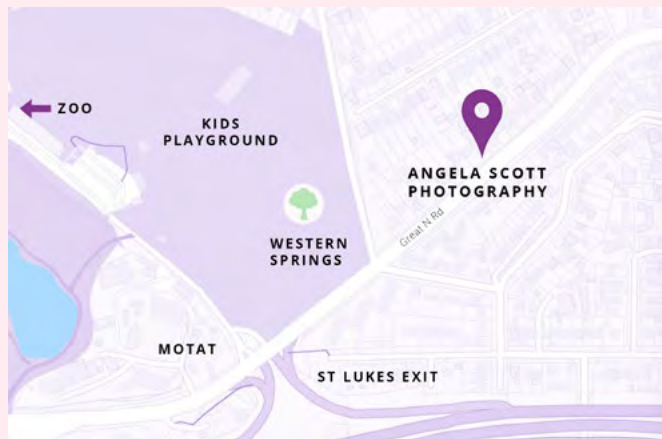 ZOO
KIDS
PLAYGROUND
ANGELA SCOTT
PHOTOGRAPHY
Great N Rd
WESTERN
SPRINGS
MOTAT
ST LUKES EXIT